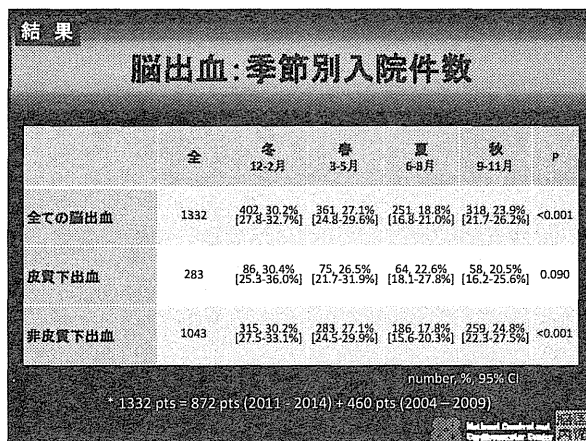 結果
脳出血：季節別入院件数
全 冬 春 夏 秋 P
12-2月 3-5月 6-8月 9-11月
全ての脳出血 1332 402, 30.2% 361, 27.1% 251, 18.8% 318, 23.9% <0.001
[27.8-32.7%] [24.8-29.6%] [16.8-21.0%] [21.7-26.2%]
皮質下出血 283 86, 30.4% 75, 26.5% 64, 22.6% 58, 20.5% 0.090
[25.3-36.0%] [21.7-31.9%] [18.1-27.8%] [16.2-25.6%]
非皮質下出血 1043 315, 30.2% 283, 27.1% 186, 17.8% 259, 24.8% <0.001
[27.5-33.1%] [24.5-29.9%] [15.6-20.3%] [22.3-27.5%]
number, %, 95% CI
* 1332 pts = 872 pts (2011 - 2014) + 460 pts (2004 – 2009)
National Cerebral and
Cardiovascular Center